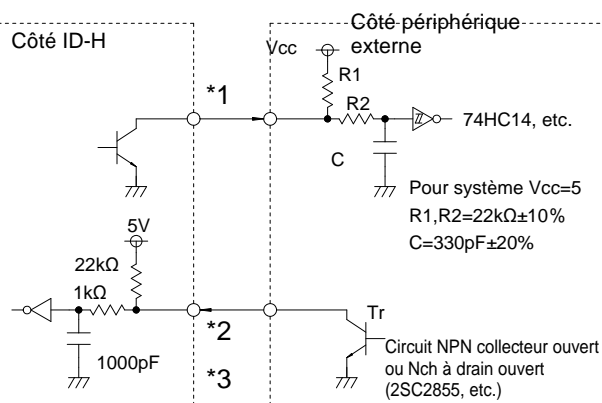 Côté ID-H
Côté périphérique
externe
Vcc
R1
*1
R2
74HC14, etc.
C
Pour système Vcc=5
R1,R2=22kΩ±10%
C=330pF±20%
5V
22kΩ
1kΩ
*2
Tr
1000pF
*3
Circuit NPN collecteur ouvert
ou Nch à drain ouvert
(2SC2855, etc.)